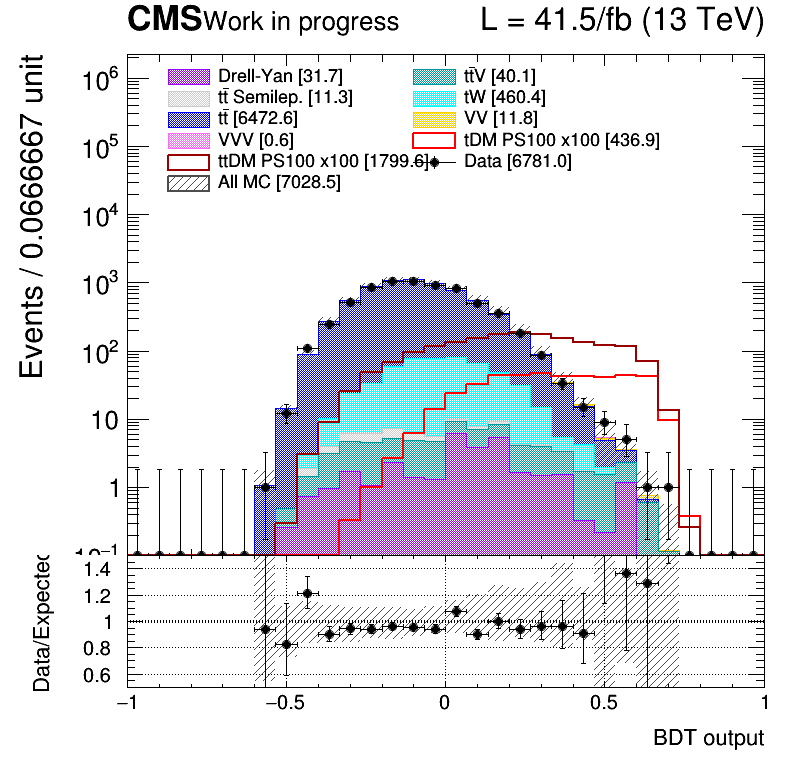 CMS Work in progress L = 41.5/fb (13 TeV)
Events / 0.0666667 unit
10⁶
10⁵
10⁴
10³
10²
10
1
10⁻¹
Drell-Yan [31.7] tt̄V [40.1]
tt̄ Semilep. [11.3] tW [460.4]
tt̄ [6472.6] VV [11.8]
VVV [0.6] tDM PS100 x100 [436.9]
ttDM PS100 x100 [1799.6] Data [6781.0]
All MC [7028.5]
Data/Expected
1.4
1.2
1
0.8
0.6
−1 −0.5 0 0.5 1
BDT output